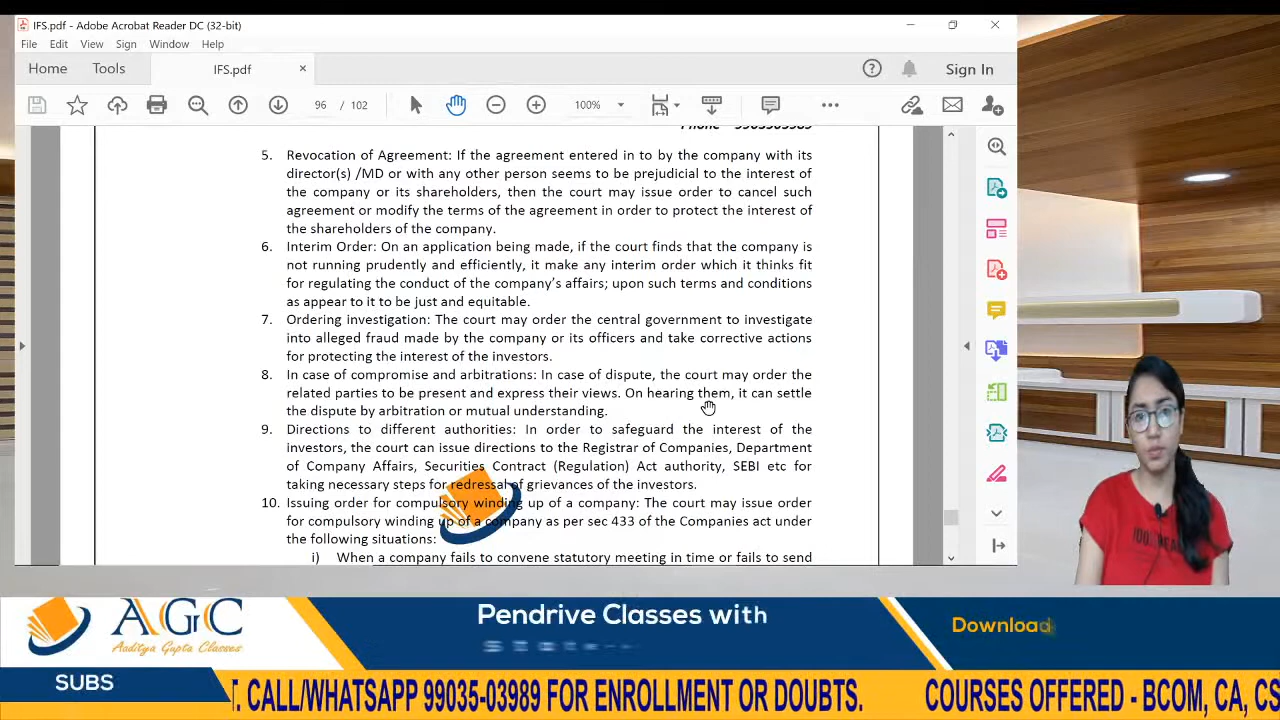 IFS.pdf - Adobe Acrobat Reader DC (32-bit)
File Edit View Sign Window Help
Home Tools IFS.pdf × Sign In
96 / 102 100%
5. Revocation of Agreement: If the agreement entered in to by the company with its
director(s) /MD or with any other person seems to be prejudicial to the interest of
the company or its shareholders, then the court may issue order to cancel such
agreement or modify the terms of the agreement in order to protect the interest of
the shareholders of the company.
6. Interim Order: On an application being made, if the court finds that the company is
not running prudently and efficiently, it make any interim order which it thinks fit
for regulating the conduct of the company's affairs; upon such terms and conditions
as appear to it to be just and equitable.
7. Ordering investigation: The court may order the central government to investigate
into alleged fraud made by the company or its officers and take corrective actions
for protecting the interest of the investors.
8. In case of compromise and arbitrations: In case of dispute, the court may order the
related parties to be present and express their views. On hearing them, it can settle
the dispute by arbitration or mutual understanding.
9. Directions to different authorities: In order to safeguard the interest of the
investors, the court can issue directions to the Registrar of Companies, Department
of Company Affairs, Securities Contract (Regulation) Act authority, SEBI etc for
taking necessary steps for redressal of grievances of the investors.
10. Issuing order for compulsory winding up of a company: The court may issue order
for compulsory winding up of a company as per sec 433 of the Companies act under
the following situations:
i) When a company fails to convene statutory meeting in time or fails to send
AGC
Aaditya Gupta Classes
Pendrive Classes with
Download
SUBS
T. CALL/WHATSAPP 99035-03989 FOR ENROLLMENT OR DOUBTS. COURSES OFFERED - BCOM, CA, CS